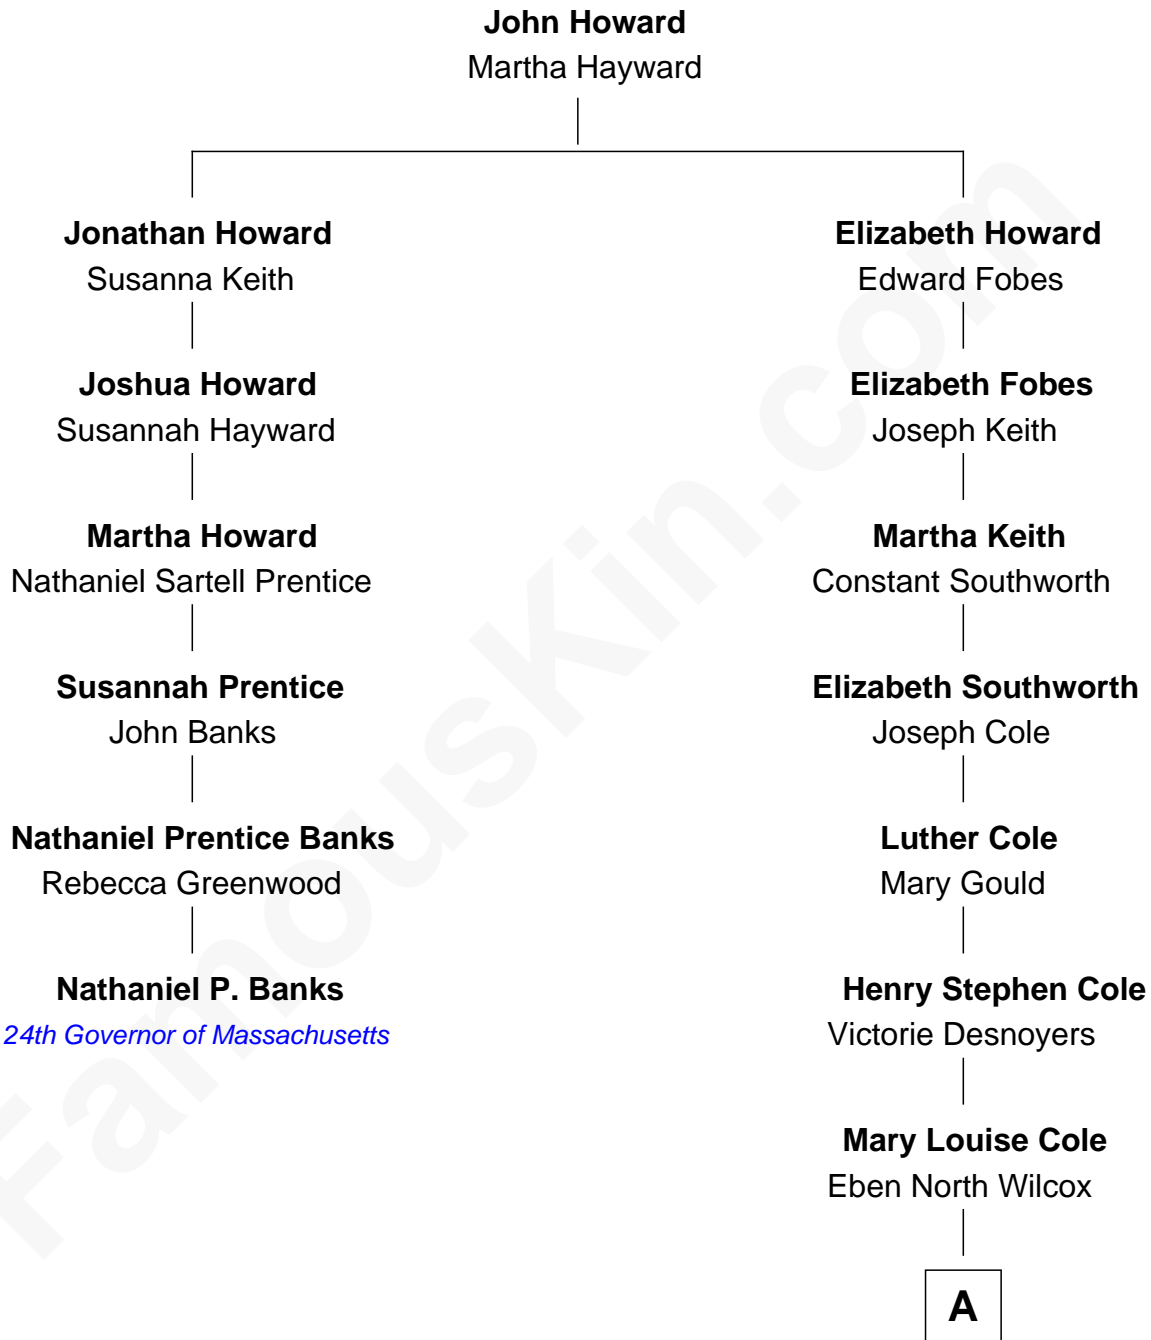 John Howard
Martha Hayward
Jonathan Howard
Susanna Keith
Elizabeth Howard
Edward Fobes
Joshua Howard
Susannah Hayward
Elizabeth Fobes
Joseph Keith
Martha Howard
Nathaniel Sartell Prentice
Martha Keith
Constant Southworth
Susannah Prentice
John Banks
Elizabeth Southworth
Joseph Cole
Nathaniel Prentice Banks
Rebecca Greenwood
Luther Cole
Mary Gould
Nathaniel P. Banks
24th Governor of Massachusetts
Henry Stephen Cole
Victorie Desnoyers
Mary Louise Cole
Eben North Wilcox
A
FamousKin.com